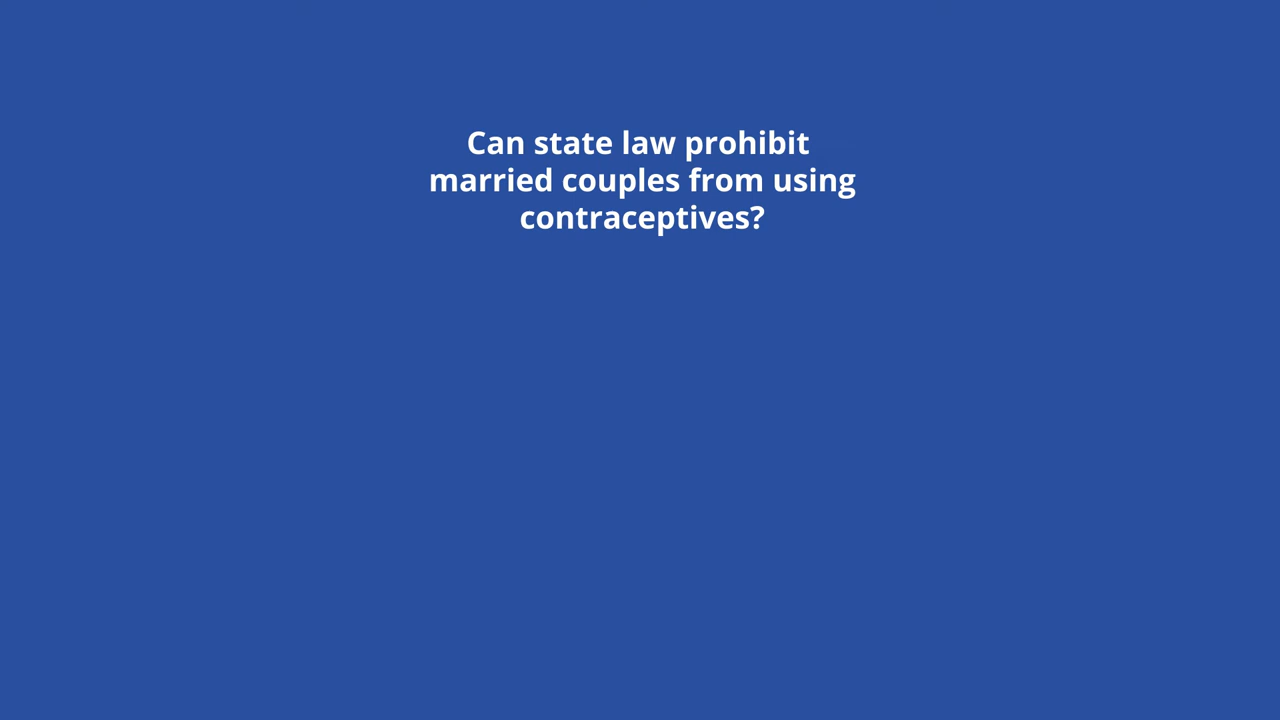 Can state law prohibit
married couples from using
contraceptives?